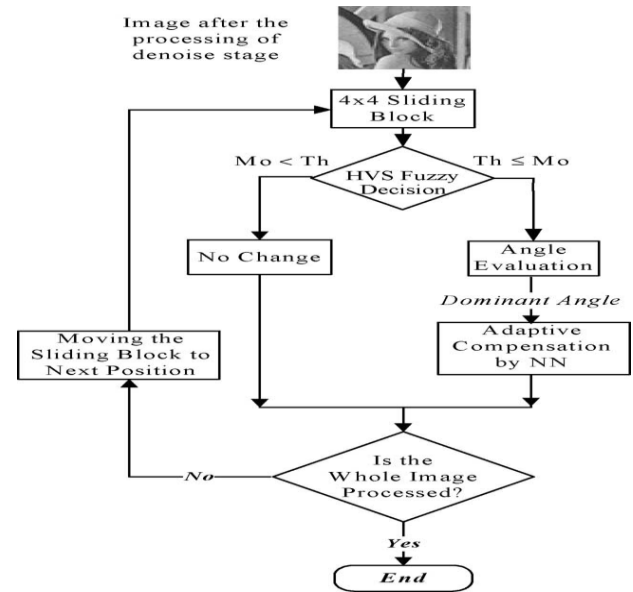 Image after the
processing of
denoise stage
4x4 Sliding
Block
Mo < Th
HVS Fuzzy
Decision
Th ≤ Mo
No Change
Angle
Evaluation
Dominant Angle
Adaptive
Compensation
by NN
Moving the
Sliding Block to
Next Position
Is the
Whole Image
Processed?
No
Yes
End